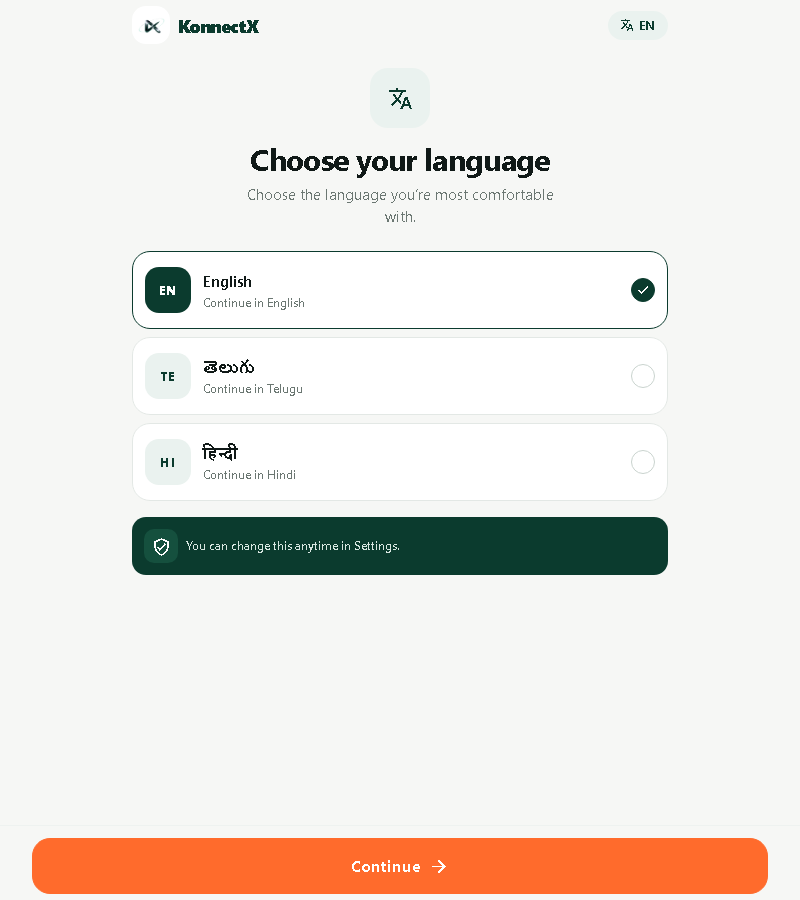 KonnectX
EN
Choose your language
Choose the language you're most comfortable
with.
EN
English
Continue in English
TE
తెలుగు
Continue in Telugu
HI
हिन्दी
Continue in Hindi
You can change this anytime in Settings.
Continue →